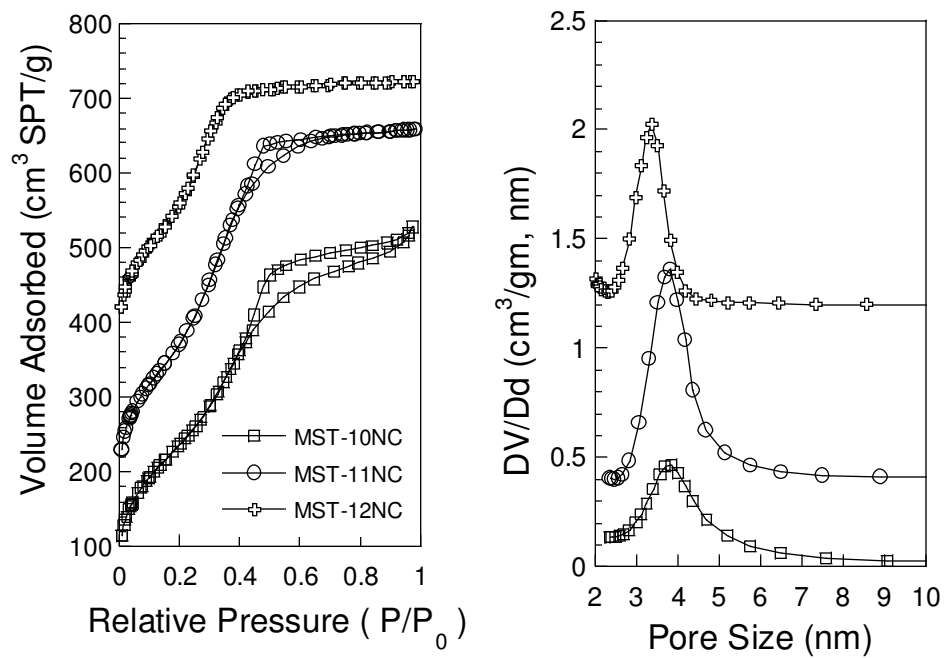 800
700
600
500
400
300
200
100
Volume Adsorbed (cm³ SPT/g)
MST-10NC
MST-11NC
MST-12NC
0 0.2 0.4 0.6 0.8 1
Relative Pressure ( P/P₀ )
2.5
2
1.5
1
0.5
0
DV/Dd (cm³/gm, nm)
2 3 4 5 6 7 8 9 10
Pore Size (nm)